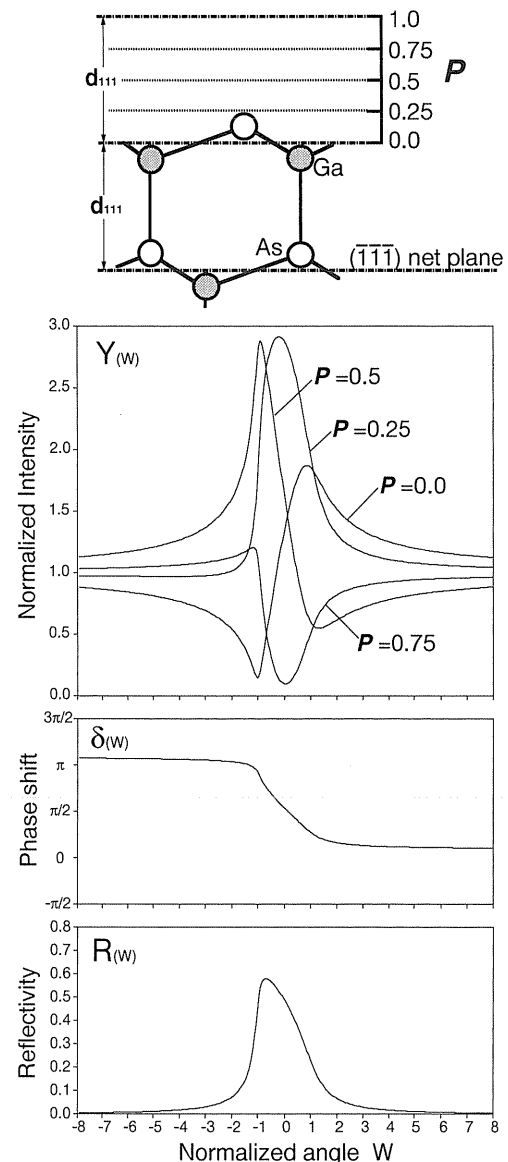 1.0
0.75
0.5
0.25
0.0
P
d111
d111
Ga
As
(111) net plane
Y(W)
Normalized Intensity
3.0
2.5
2.0
1.5
1.0
0.5
0.0
P=0.5
P=0.25
P=0.0
P=0.75
δ(W)
Phase shift
3π/2
π
π/2
0
-π/2
R(W)
Reflectivity
0.8
0.7
0.6
0.5
0.4
0.3
0.2
0.1
0.0
-8 -7 -6 -5 -4 -3 -2 -1 0 1 2 3 4 5 6 7 8
Normalized angle W